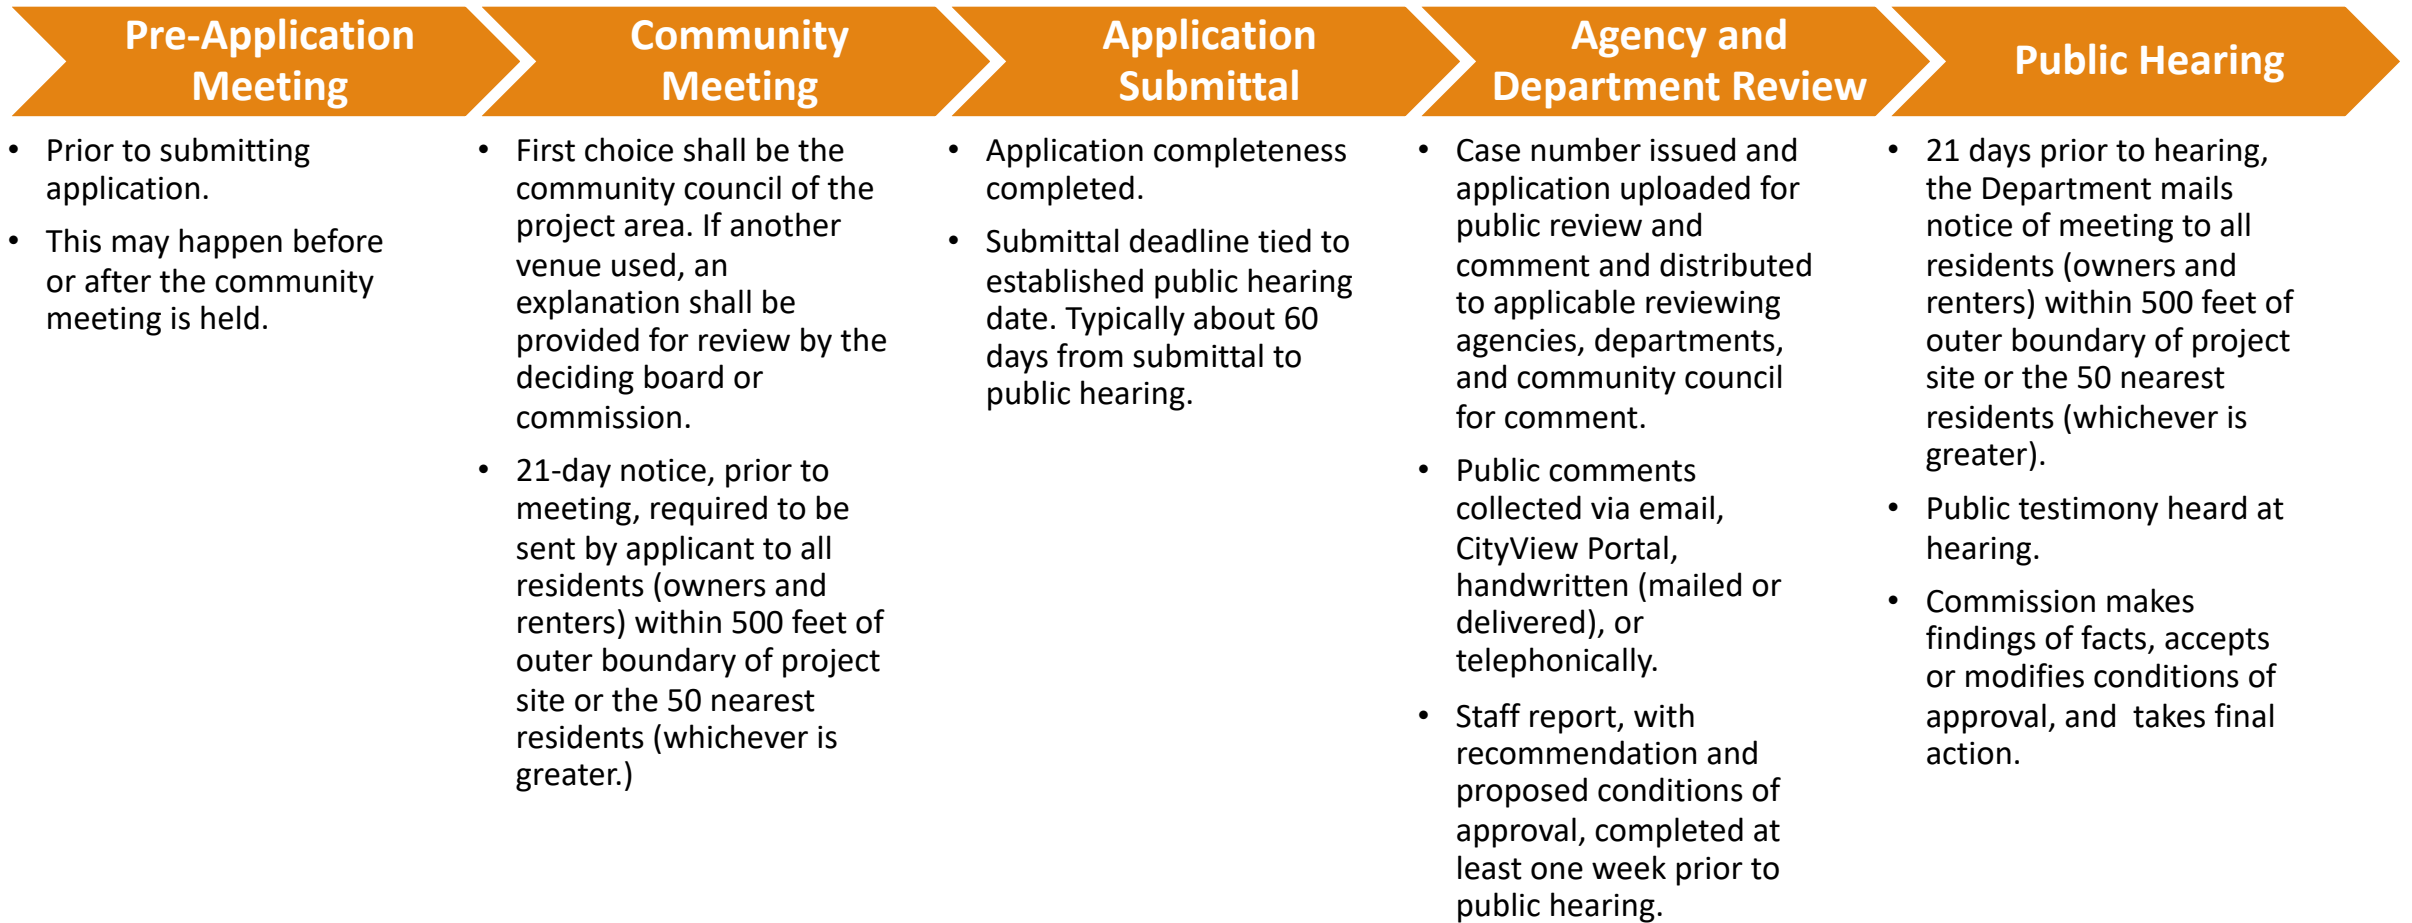 Pre-Application
Meeting
• Prior to submitting
application.
• This may happen before
or after the community
meeting is held.
Community
Meeting
• First choice shall be the
community council of the
project area. If another
venue used, an
explanation shall be
provided for review by the
deciding board or
commission.
• 21-day notice, prior to
meeting, required to be
sent by applicant to all
residents (owners and
renters) within 500 feet of
outer boundary of project
site or the 50 nearest
residents (whichever is
greater.)
Application
Submittal
• Application completeness
completed.
• Submittal deadline tied to
established public hearing
date. Typically about 60
days from submittal to
public hearing.
Agency and
Department Review
• Case number issued and
application uploaded for
public review and
comment and distributed
to applicable reviewing
agencies, departments,
and community council
for comment.
• Public comments
collected via email,
CityView Portal,
handwritten (mailed or
delivered), or
telephonically.
• Staff report, with
recommendation and
proposed conditions of
approval, completed at
least one week prior to
public hearing.
Public Hearing
• 21 days prior to hearing,
the Department mails
notice of meeting to all
residents (owners and
renters) within 500 feet of
outer boundary of project
site or the 50 nearest
residents (whichever is
greater).
• Public testimony heard at
hearing.
• Commission makes
findings of facts, accepts
or modifies conditions of
approval, and  takes final
action.